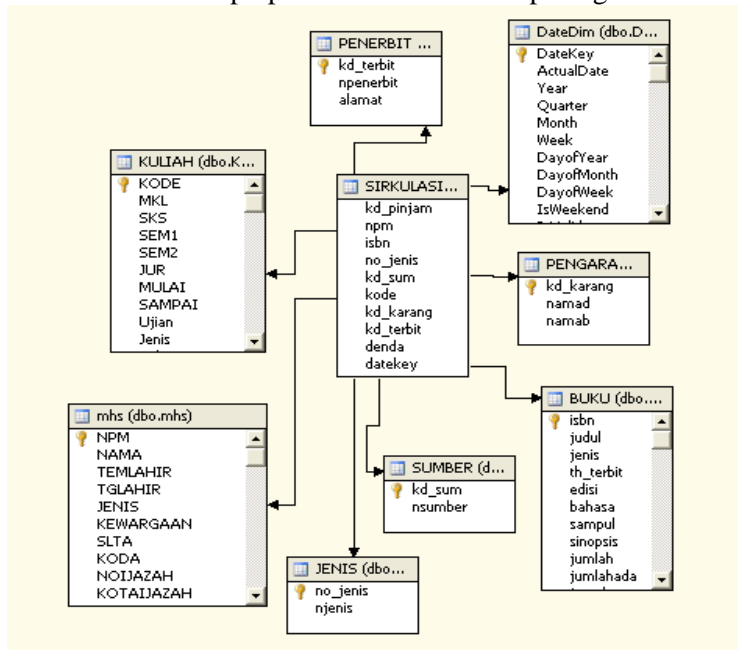 PENERBIT ...
kd_terbit
npenerbit
alamat
DateDim (dbo.D...
DateKey
ActualDate
Year
Quarter
Month
Week
DayofYear
DayofMonth
DayofWeek
IsWeekend
KULIAH (dbo.K...
KODE
MKL
SKS
SEM1
SEM2
JUR
MULAI
SAMPAI
Ujian
Jenis
SIRKULASI...
kd_pinjam
npm
isbn
no_jenis
kd_sum
kode
kd_karang
kd_terbit
denda
datekey
PENGARA...
kd_karang
namad
namab
BUKU (dbo....
isbn
judul
jenis
th_terbit
edisi
bahasa
sampul
sinopsis
jumlah
jumlahada
mhs (dbo.mhs)
NPM
NAMA
TEMLAHIR
TGLAHIR
JENIS
KEWARGAAN
SLTA
KODA
NOIJAZAH
KOTAIJAZAH
SUMBER (d...
kd_sum
nsumber
JENIS (dbo...
no_jenis
njenis